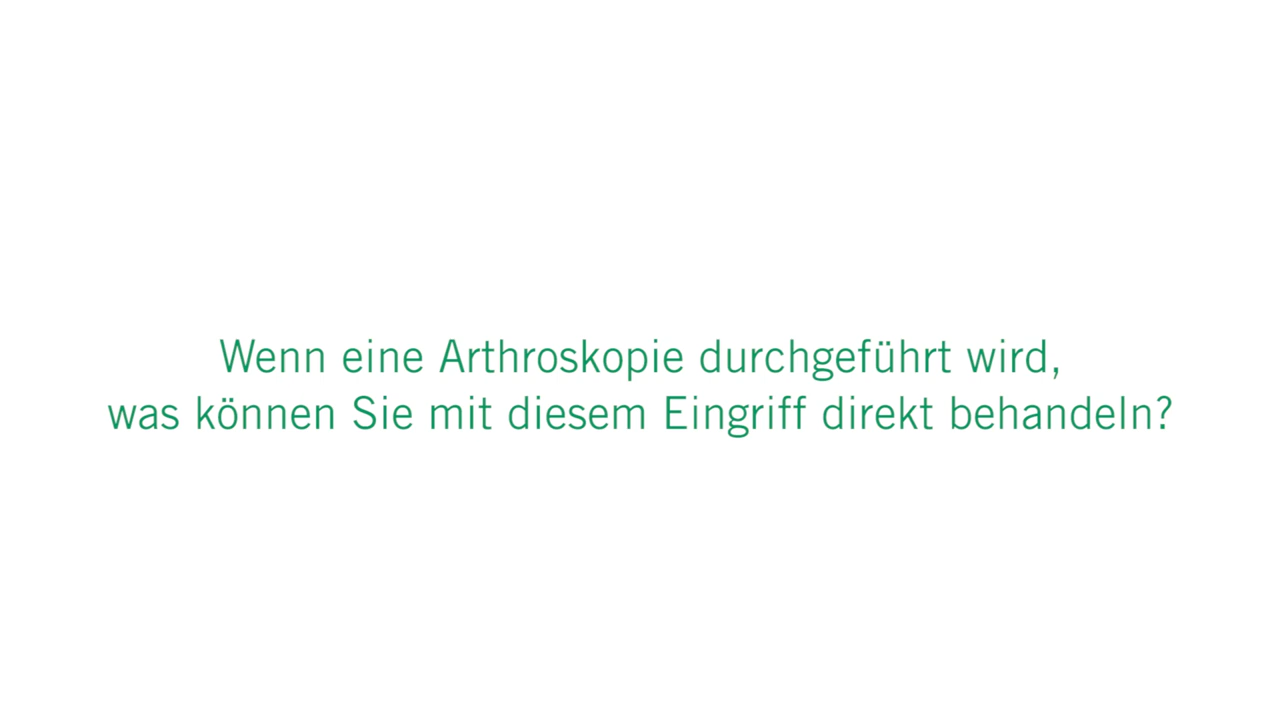 Wenn eine Arthroskopie durchgeführt wird,
was können Sie mit diesem Eingriff direkt behandeln?